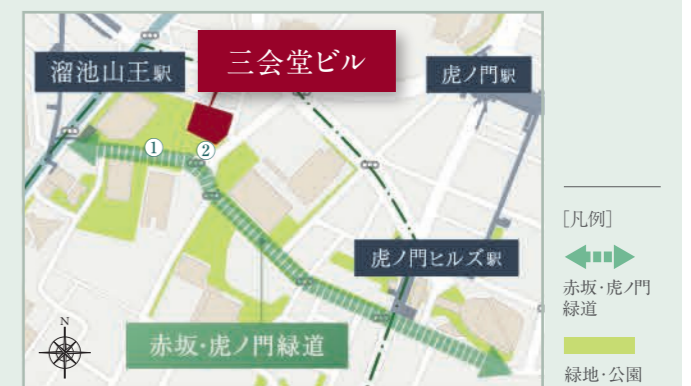 三会堂ビル
溜池山王駅
虎ノ門駅
①
②
虎ノ門ヒルズ駅
赤坂・虎ノ門緑道
N
[凡例]
赤坂・虎ノ門
緑道
緑地・公園